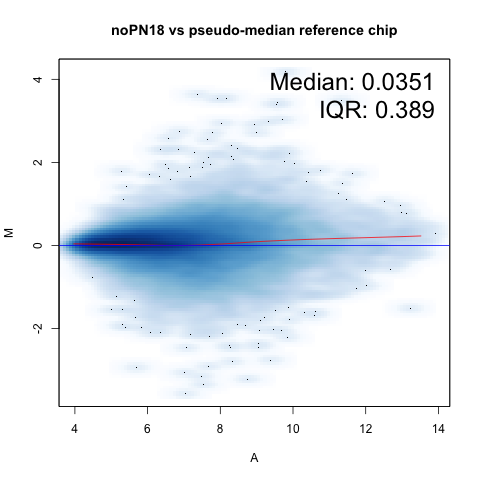 noPN18 vs pseudo-median reference chip
Median: 0.0351
IQR: 0.389
4
2
0
-2
M
4 6 8 10 12 14
A